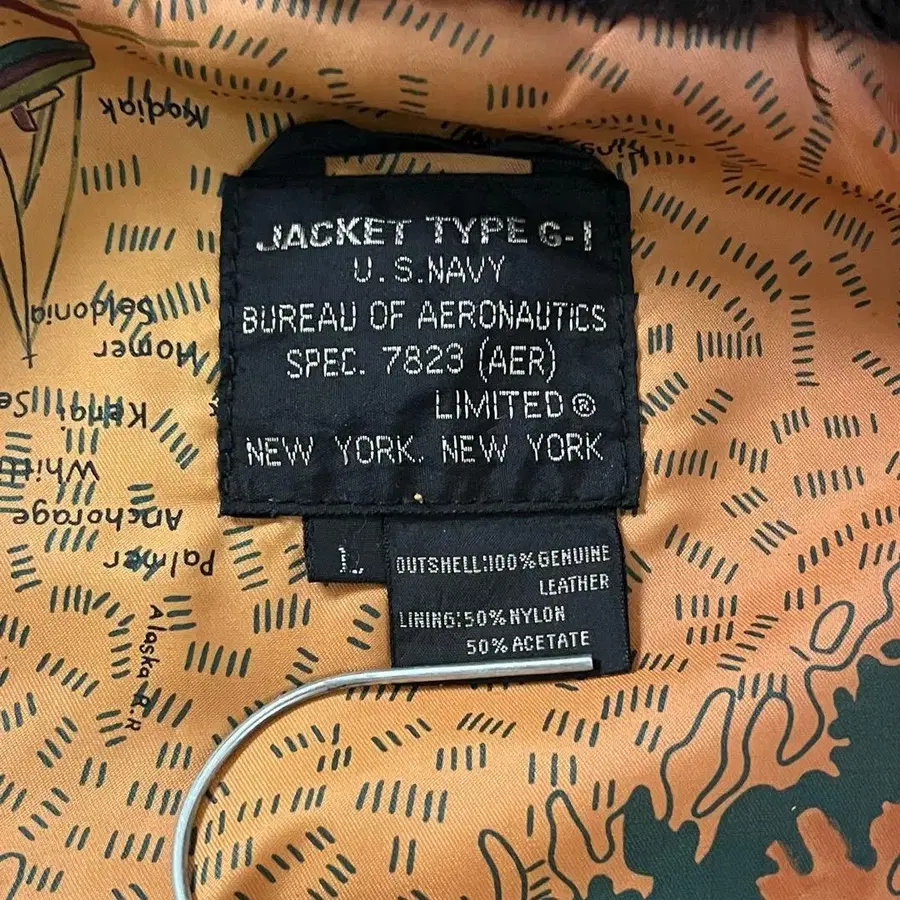 JACKET TYPE G-1
U.S.NAVY
BUREAU OF AERONAUTICS
SPEC. 7823 (AER)
LIMITED®
NEW YORK. NEW YORK
L
OUTSHELL:100% GENUINE
LEATHER
LINING:50% NYLON
50% ACETATE
Kodiak
Seldonia
Homer
Kenai
Anchorage
Palmer
Alaska R.R